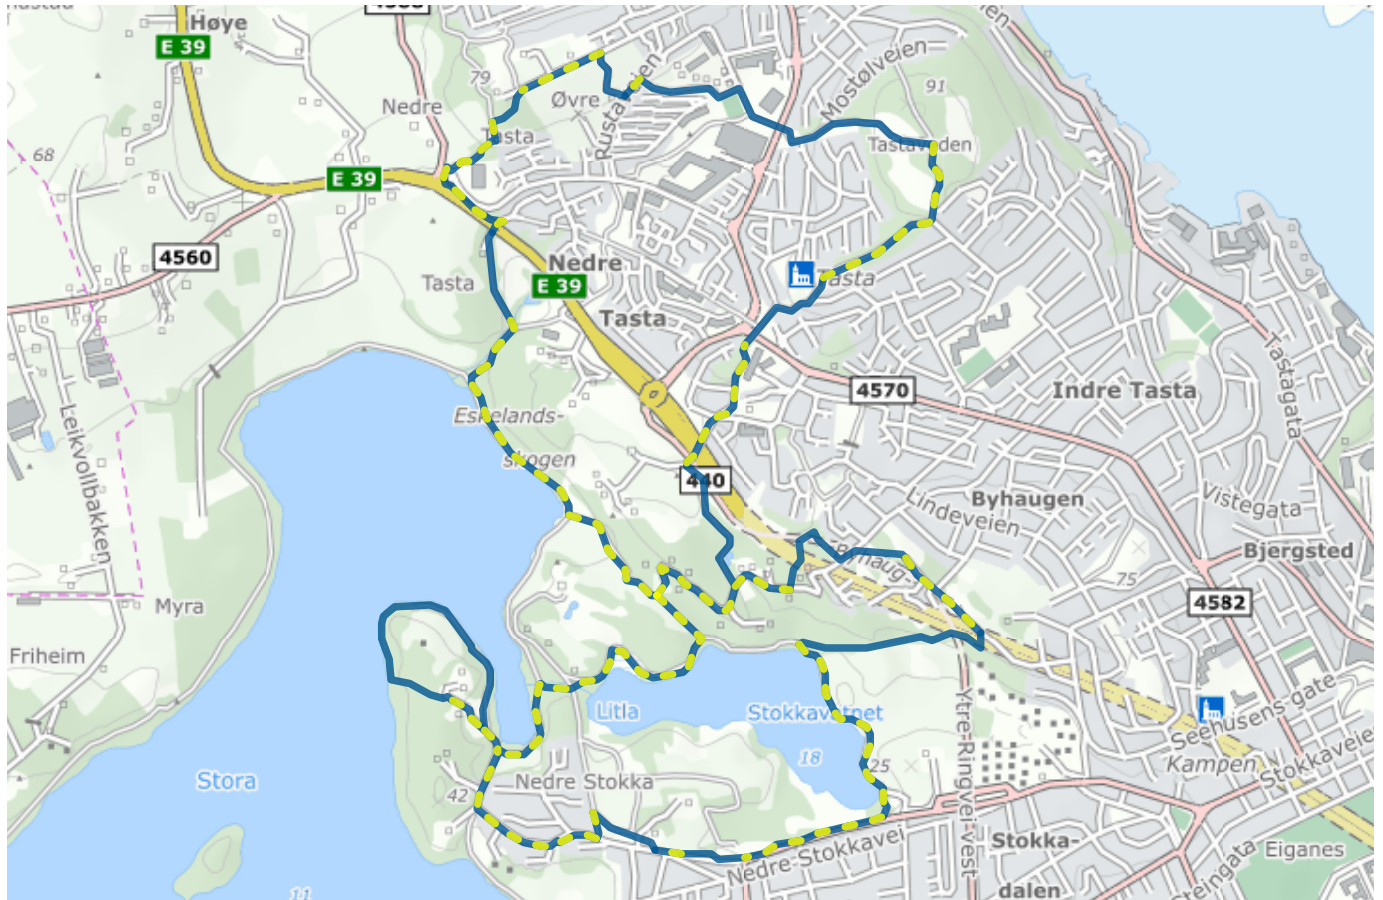 Høye
E 39
79
Nedre
Øvre
Tasta
Mostølveien
91
68
E 39
4560
Tasta
Nedre
E 39
Tasta
Tasta
4570
Indre Tasta
Tastagata
Leikvollbakken
Eskelands-
skogen
440
Byhaugen
Lindeveien
Vistegata
Bjergsted
75
4582
Myra
Friheim
Litla
Stokkavatnet
18
25
Ytre-Ringvei-vest
Seehusens-gate
Stokkaveien
Kampen
Stora
42
Nedre Stokka
Nedre-Stokkavei
Stokka-
dalen
Eiganes
Steingata
11